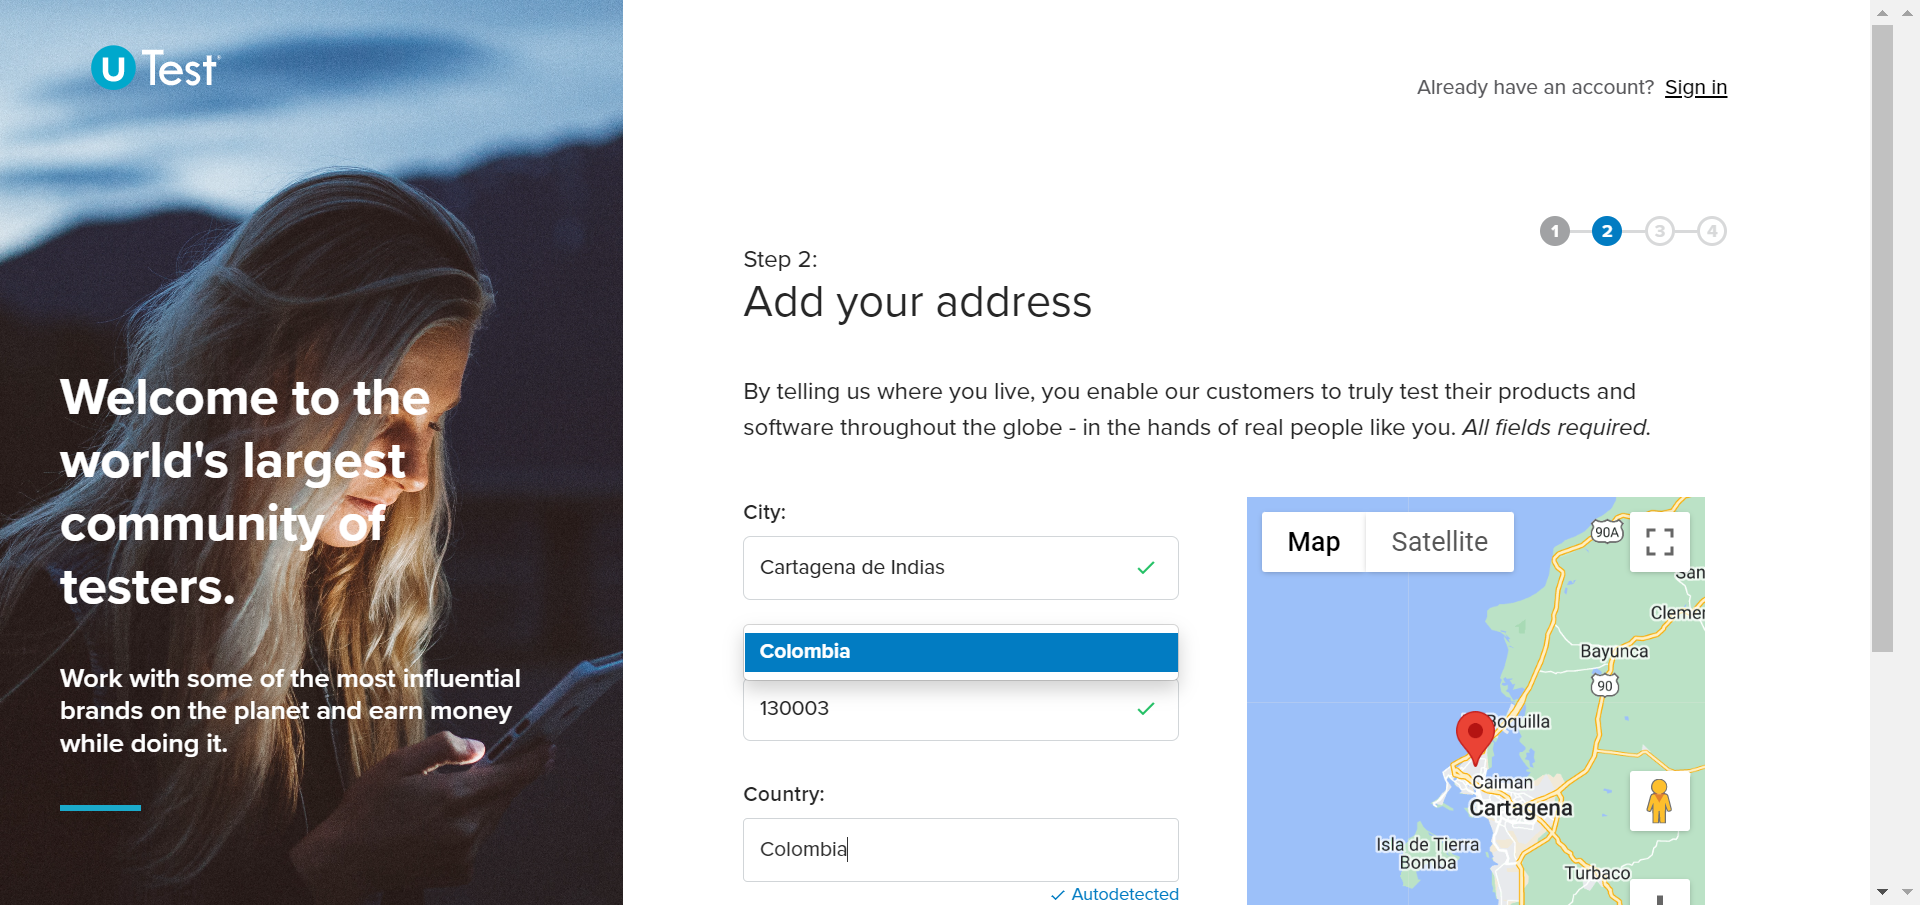 U Test
Already have an account? Sign in
1 2 3 4
Step 2:
Add your address
By telling us where you live, you enable our customers to truly test their products and
software throughout the globe - in the hands of real people like you. All fields required.
Welcome to the
world's largest
community of
testers.
Work with some of the most influential
brands on the planet and earn money
while doing it.
City:
Cartagena de Indias
Colombia
130003
Country:
Colombia
Autodetected
Map Satellite
90A
San
Clemen
Bayunca
90
Boquilla
Caiman
Cartagena
Isla de Tierra
Bomba
Turbaco